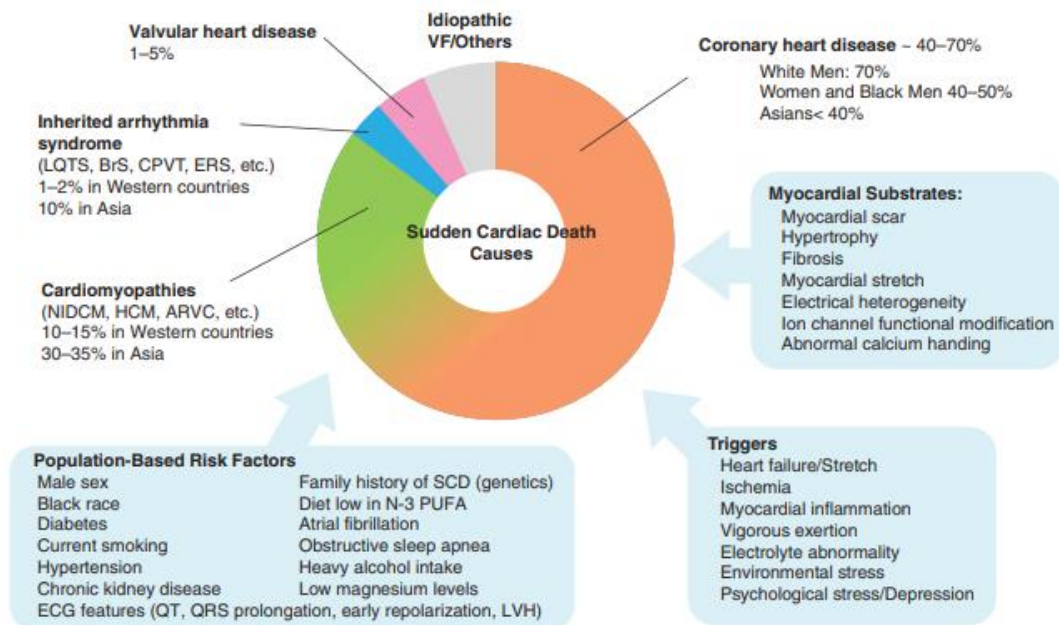 Idiopathic
VF/Others
Valvular heart disease
1–5%
Coronary heart disease ~ 40–70%
White Men: 70%
Women and Black Men 40–50%
Asians< 40%
Inherited arrhythmia
syndrome
(LQTS, BrS, CPVT, ERS, etc.)
1–2% in Western countries
10% in Asia
Sudden Cardiac Death
Causes
Cardiomyopathies
(NIDCM, HCM, ARVC, etc.)
10–15% in Western countries
30–35% in Asia
Myocardial Substrates:
Myocardial scar
Hypertrophy
Fibrosis
Myocardial stretch
Electrical heterogeneity
Ion channel functional modification
Abnormal calcium handing
Population-Based Risk Factors
Male sex
Black race
Diabetes
Current smoking
Hypertension
Chronic kidney disease
Family history of SCD (genetics)
Diet low in N-3 PUFA
Atrial fibrillation
Obstructive sleep apnea
Heavy alcohol intake
Low magnesium levels
ECG features (QT, QRS prolongation, early repolarization, LVH)
Triggers
Heart failure/Stretch
Ischemia
Myocardial inflammation
Vigorous exertion
Electrolyte abnormality
Environmental stress
Psychological stress/Depression